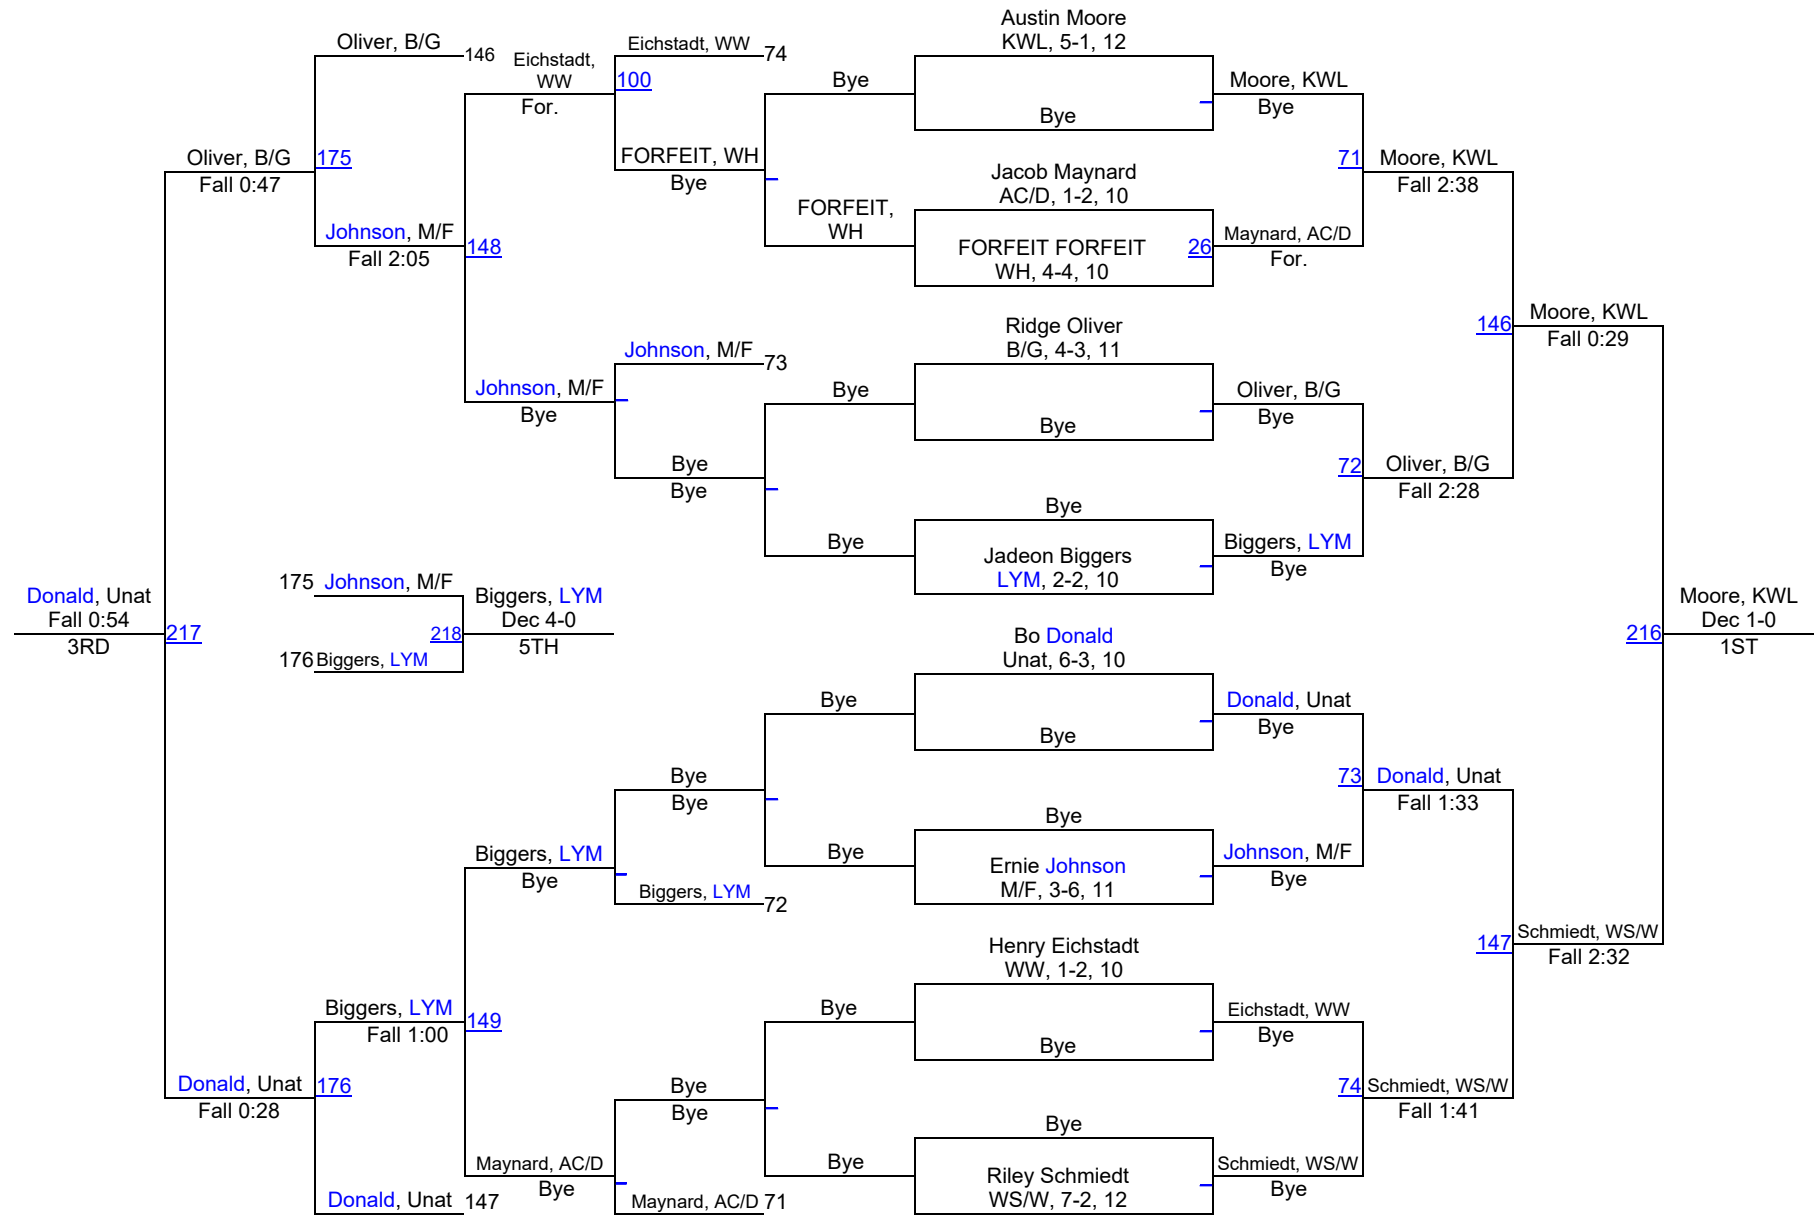 Austin Moore
KWL, 5-1, 12
Bye
Jacob Maynard
AC/D, 1-2, 10
FORFEIT FORFEIT
WH, 4-4, 10
26
Ridge Oliver
B/G, 4-3, 11
Bye
Bye
Jadeon Biggers
LYM, 2-2, 10
Bo Donald
Unat, 6-3, 10
Bye
Bye
Ernie Johnson
M/F, 3-6, 11
Henry Eichstadt
WW, 1-2, 10
Bye
Bye
Riley Schmiedt
WS/W, 7-2, 12
Moore, KWL
Bye
71
Maynard, AC/D
For.
Oliver, B/G
Bye
72
Biggers, LYM
Bye
Donald, Unat
Bye
73
Johnson, M/F
Bye
Eichstadt, WW
Bye
74
Schmiedt, WS/W
Bye
Moore, KWL
Fall 2:38
146
Oliver, B/G
Fall 2:28
Donald, Unat
Fall 1:33
147
Schmiedt, WS/W
Fall 1:41
Moore, KWL
Fall 0:29
216
Schmiedt, WS/W
Fall 2:32
Moore, KWL
Dec 1-0
1ST
Bye
FORFEIT,
WH
Bye
Bye
Bye
Bye
Bye
Bye
Eichstadt, WW
74
100
FORFEIT, WH
Bye
Johnson, M/F
73
Bye
Bye
Bye
Bye
Biggers, LYM
72
Bye
Bye
Maynard, AC/D
71
Eichstadt,
WW
For.
148
Johnson, M/F
Bye
Biggers, LYM
Bye
149
Maynard, AC/D
Bye
Oliver, B/G
146
175
Johnson, M/F
Fall 2:05
Biggers, LYM
Fall 1:00
176
Donald, Unat
147
Oliver, B/G
Fall 0:47
217
Donald, Unat
Fall 0:28
Donald, Unat
Fall 0:54
3RD
175
Johnson, M/F
218
176
Biggers, LYM
Biggers, LYM
Dec 4-0
5TH